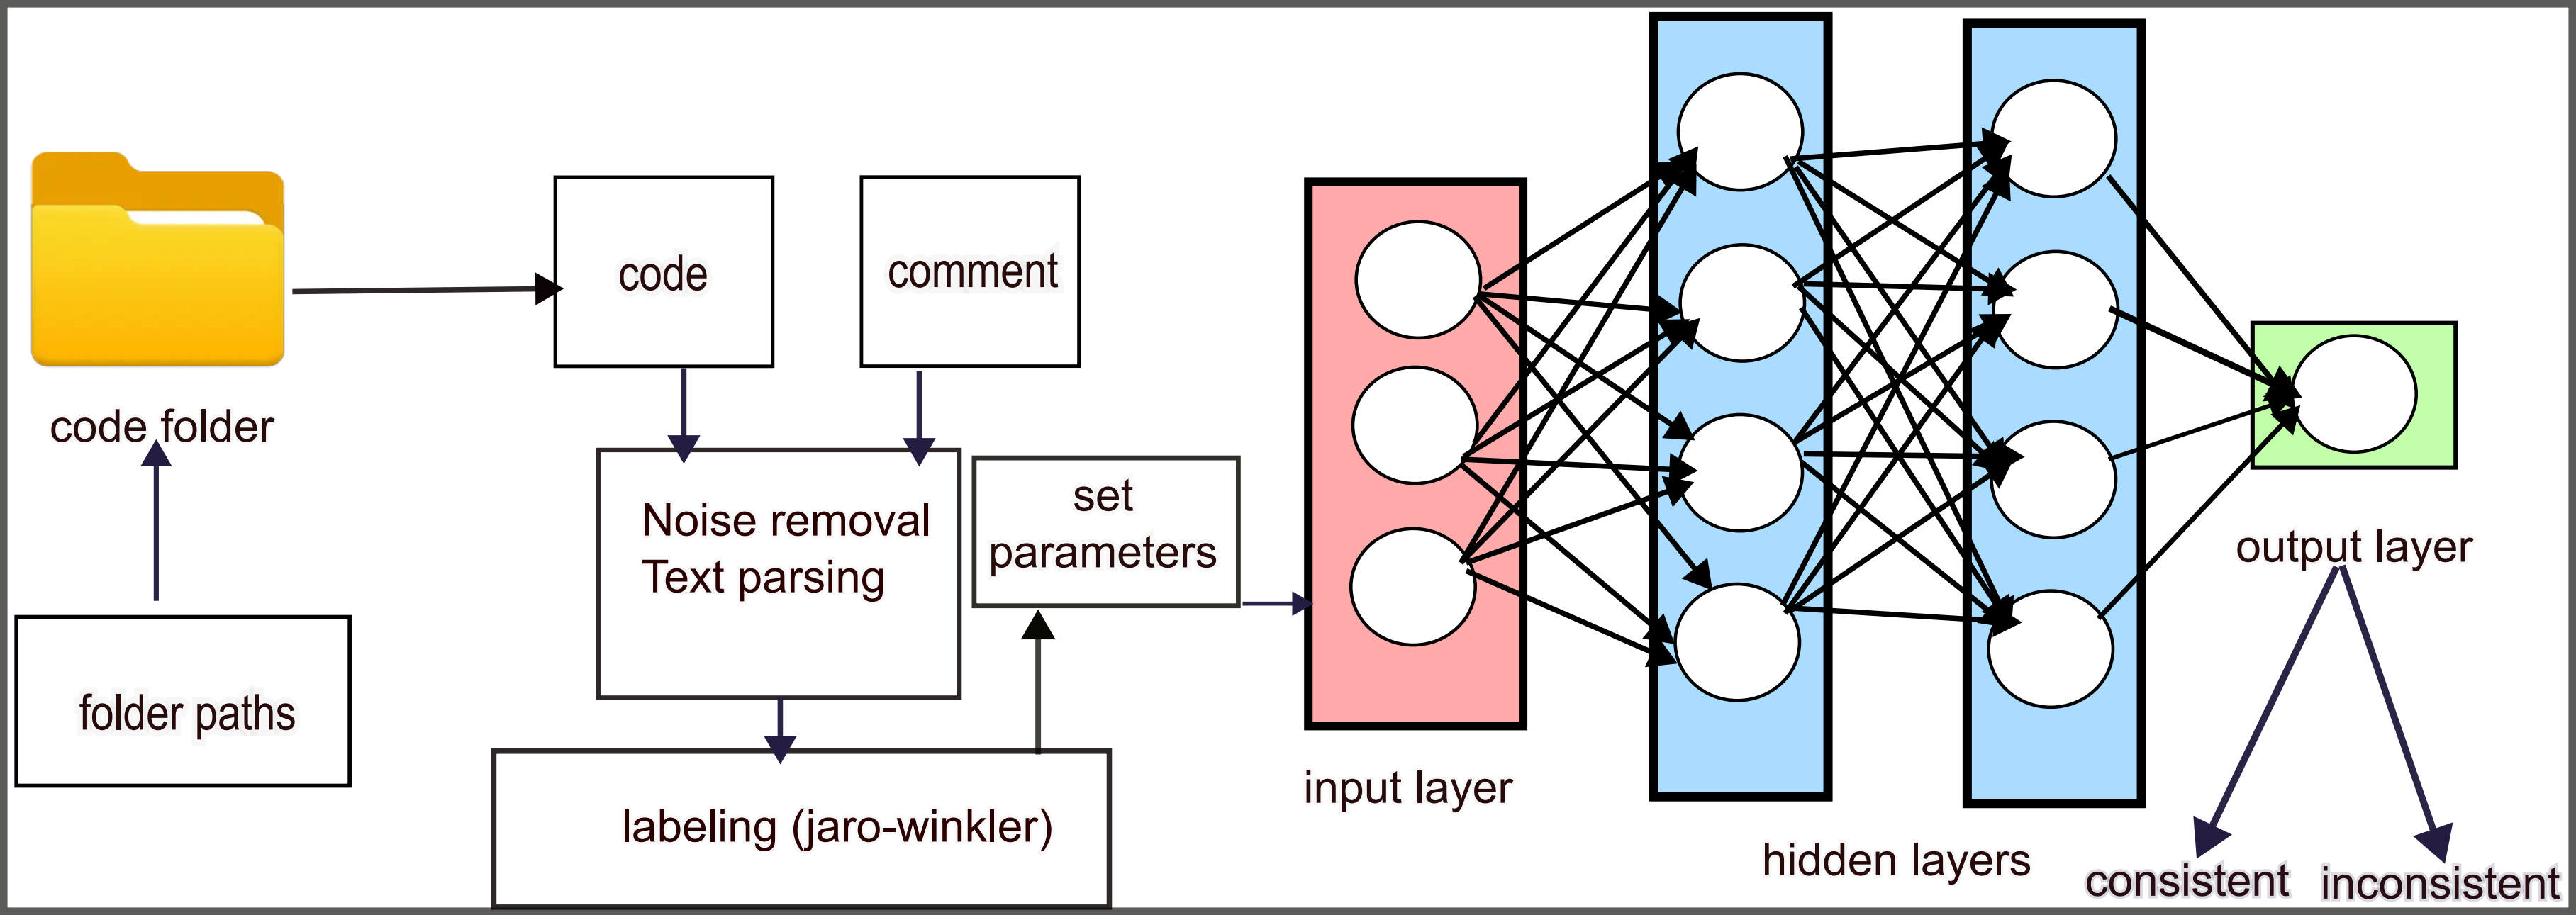 code folder
folder paths
code
comment
Noise removal
Text parsing
labeling (jaro-winkler)
set
parameters
input layer
hidden layers
output layer
consistent
inconsistent